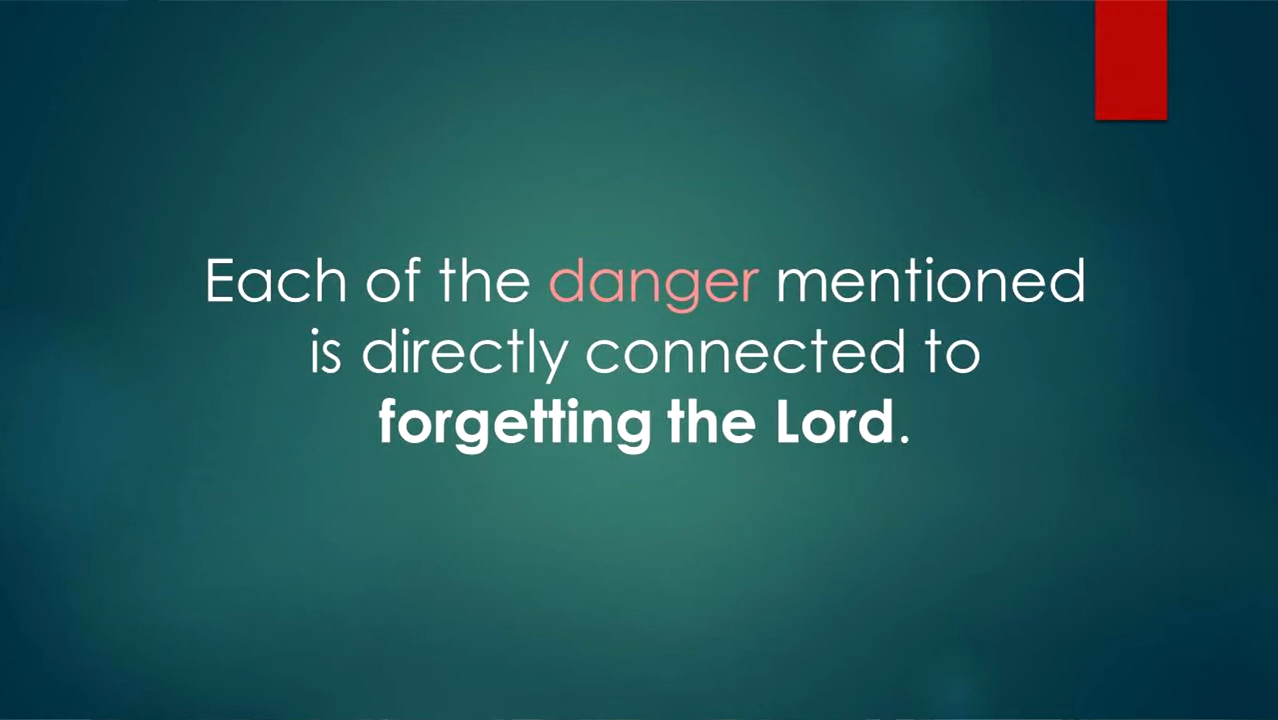 Each of the danger mentioned
is directly connected to
forgetting the Lord.